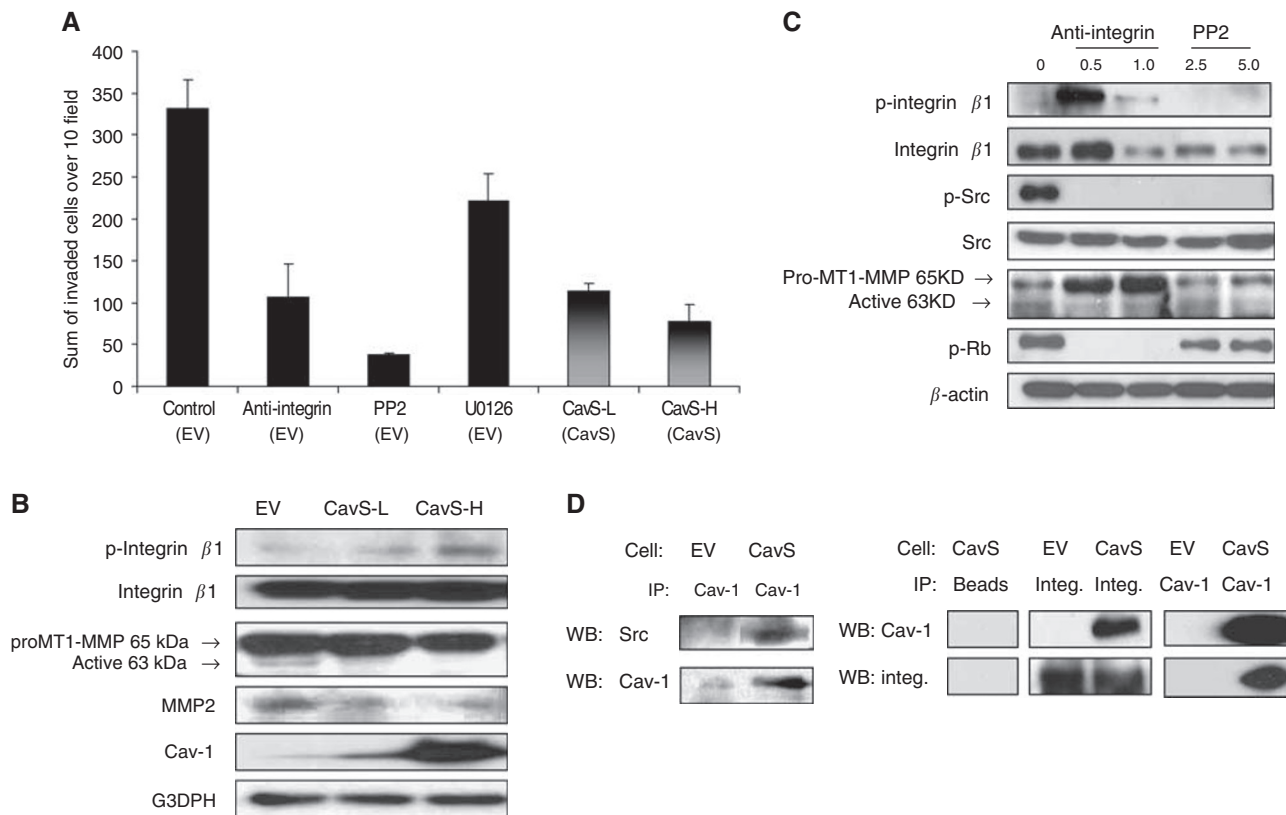 A
400
350
300
250
200
150
100
50
0
Sum of invaded cells over 10 field
Control Anti-integrin PP2 U0126 CavS-L CavS-H
(EV) (EV) (EV) (EV) (CavS) (CavS)
B
EV CavS-L CavS-H
p-Integrin β1
Integrin β1
proMT1-MMP 65 kDa →
Active 63 kDa →
MMP2
Cav-1
G3DPH
C
Anti-integrin PP2
0 0.5 1.0 2.5 5.0
p-integrin β1
Integrin β1
p-Src
Src
Pro-MT1-MMP 65KD →
Active 63KD →
p-Rb
β-actin
D
Cell: EV CavS
IP: Cav-1 Cav-1
WB: Src
WB: Cav-1
Cell: CavS EV CavS EV CavS
IP: Beads Integ. Integ. Cav-1 Cav-1
WB: Cav-1
WB: integ.